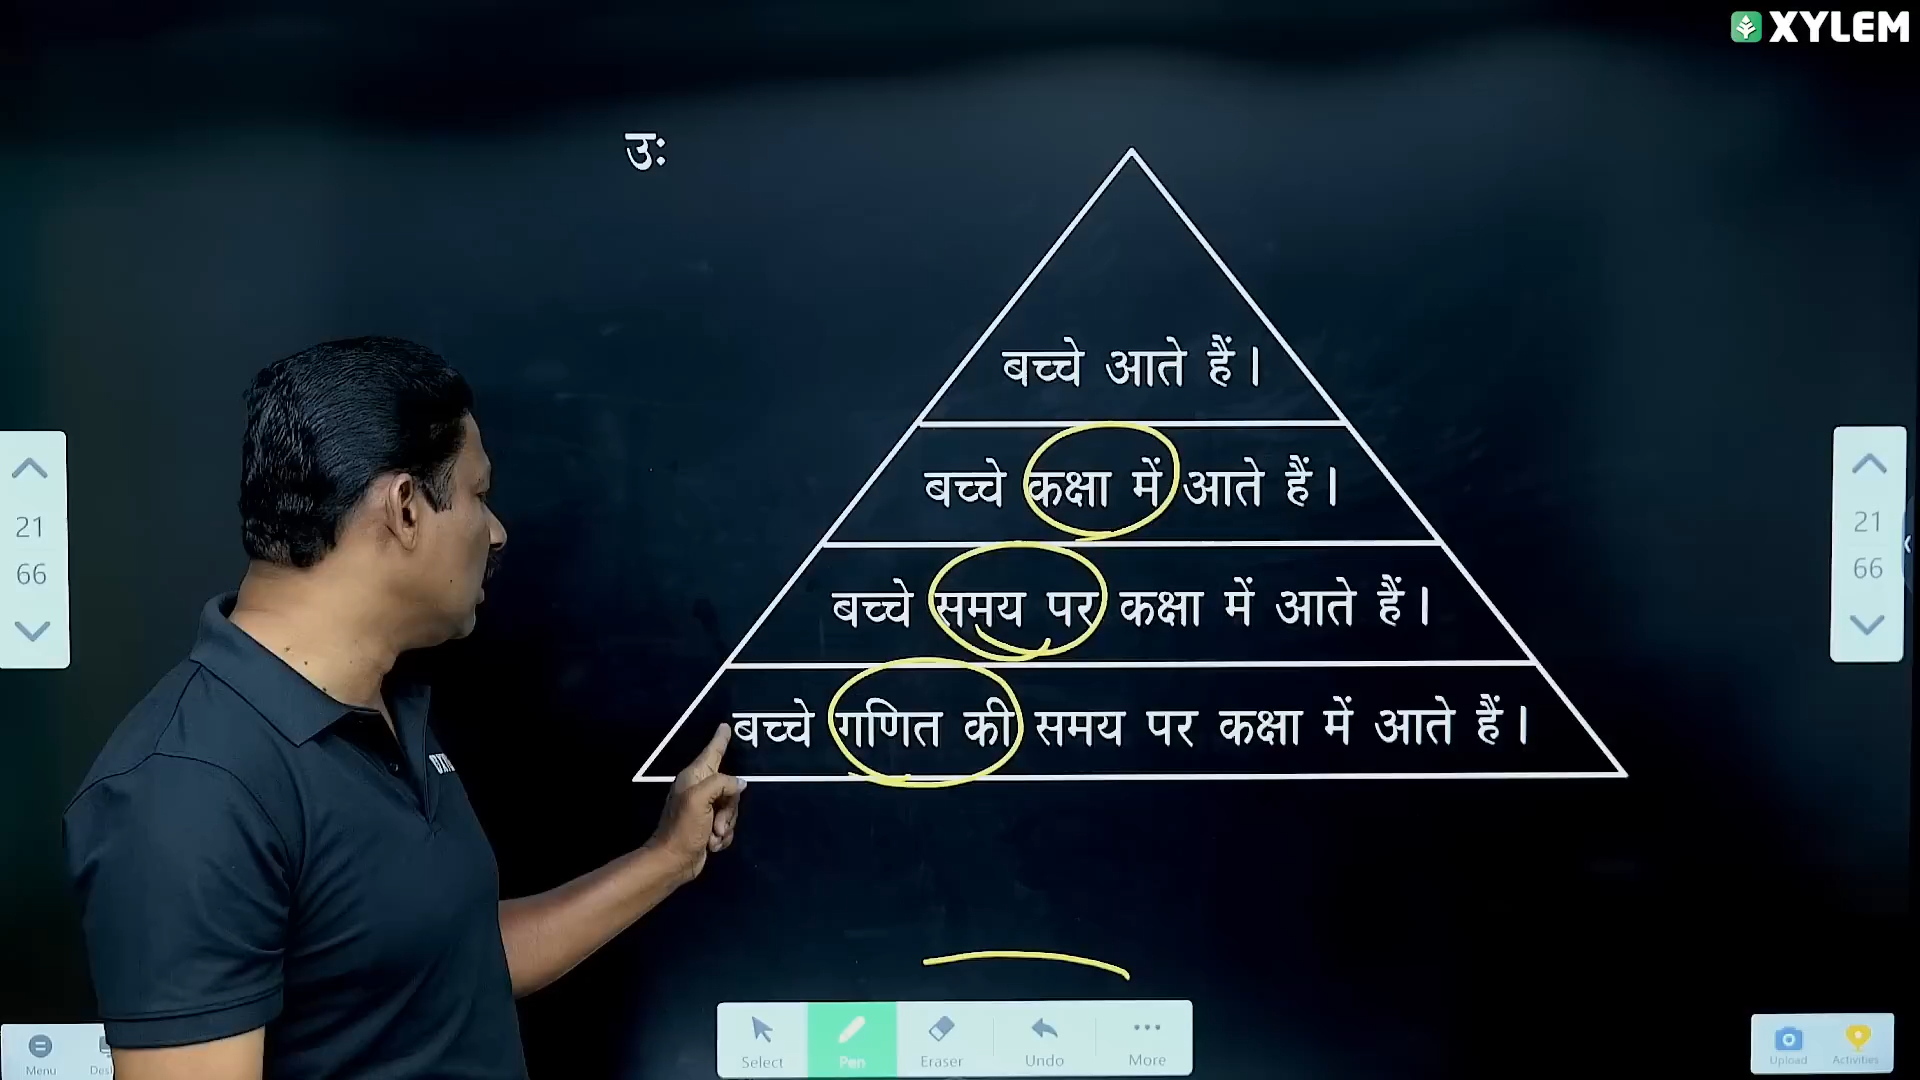 XYLEM
उः
बच्चे आते हैं।
बच्चे कक्षा में आते हैं।
बच्चे समय पर कक्षा में आते हैं।
बच्चे गणित की समय पर कक्षा में आते हैं।
21
66
21
66
Menu
Select
Pen
Eraser
Undo
More
Upload
Activities